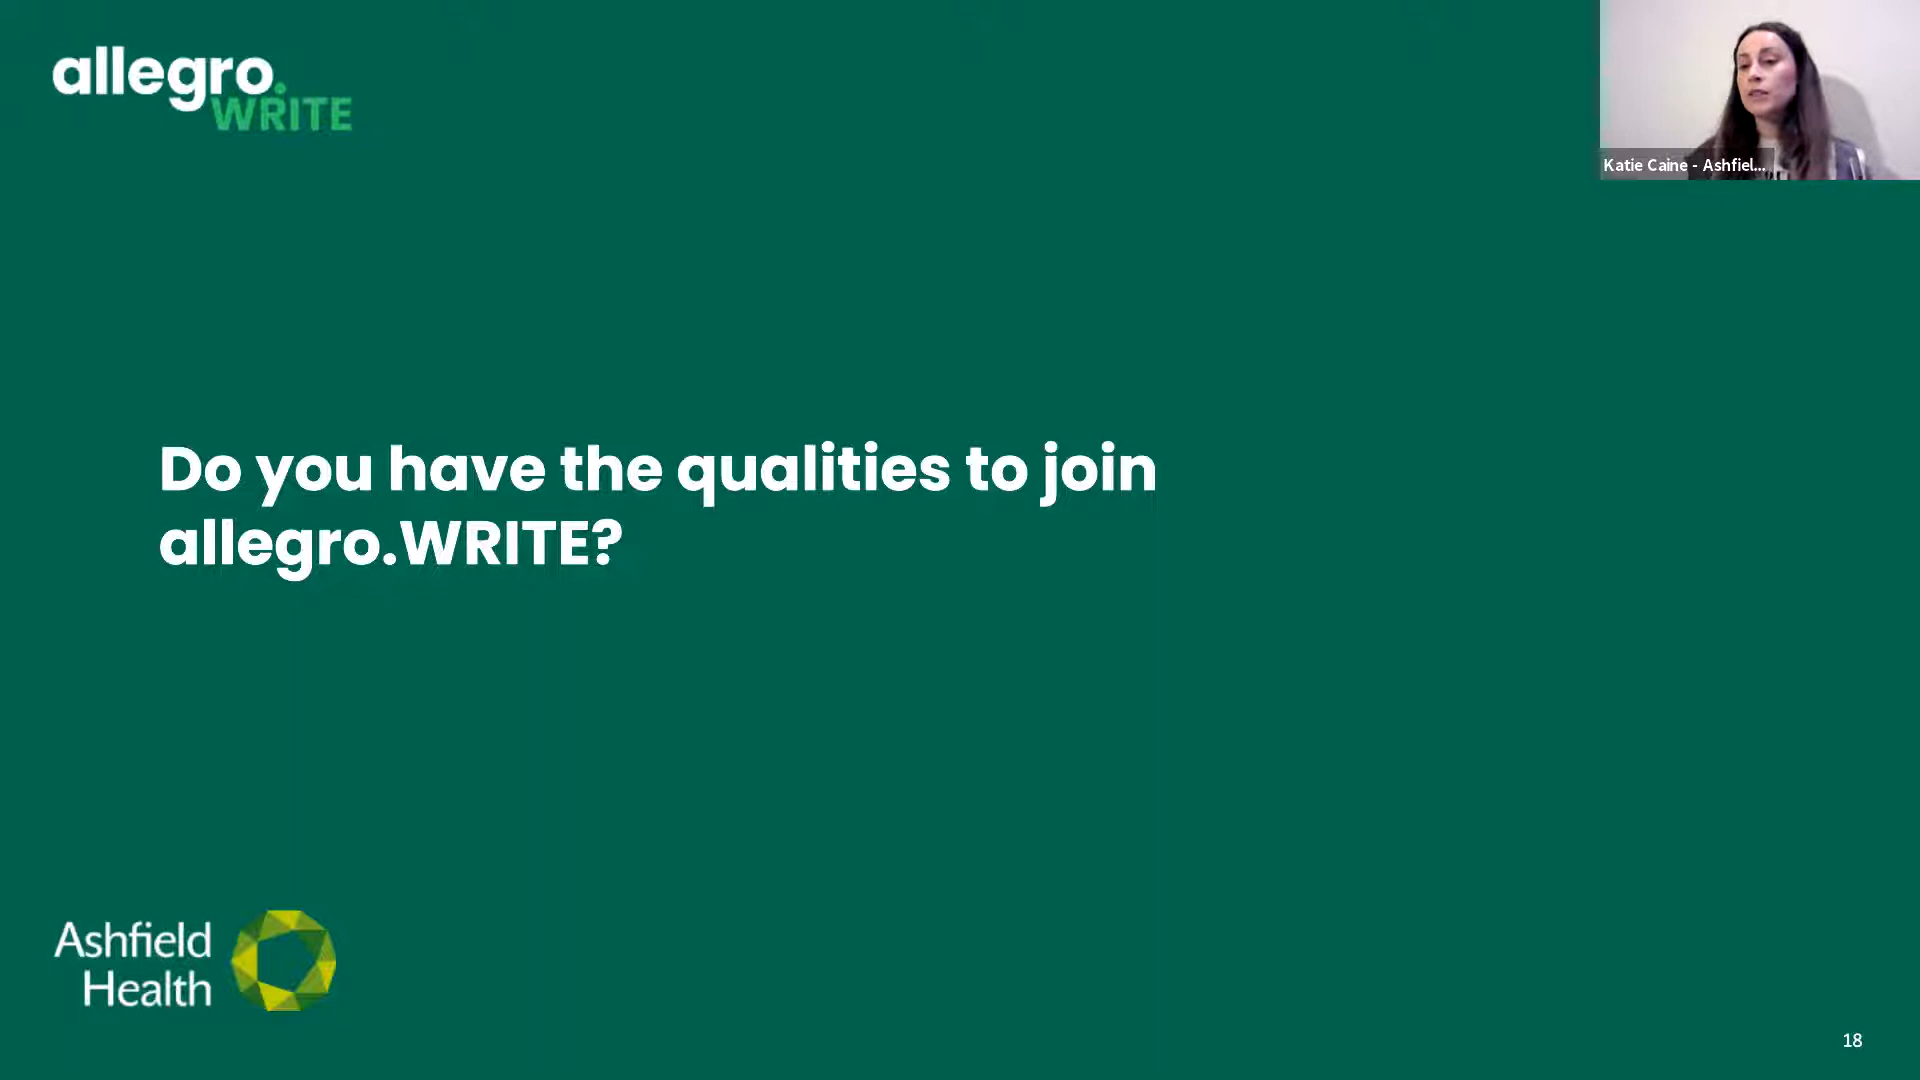 allegro.
WRITE
Katie Caine - Ashfiel...
Do you have the qualities to join
allegro.WRITE?
Ashfield
Health
18